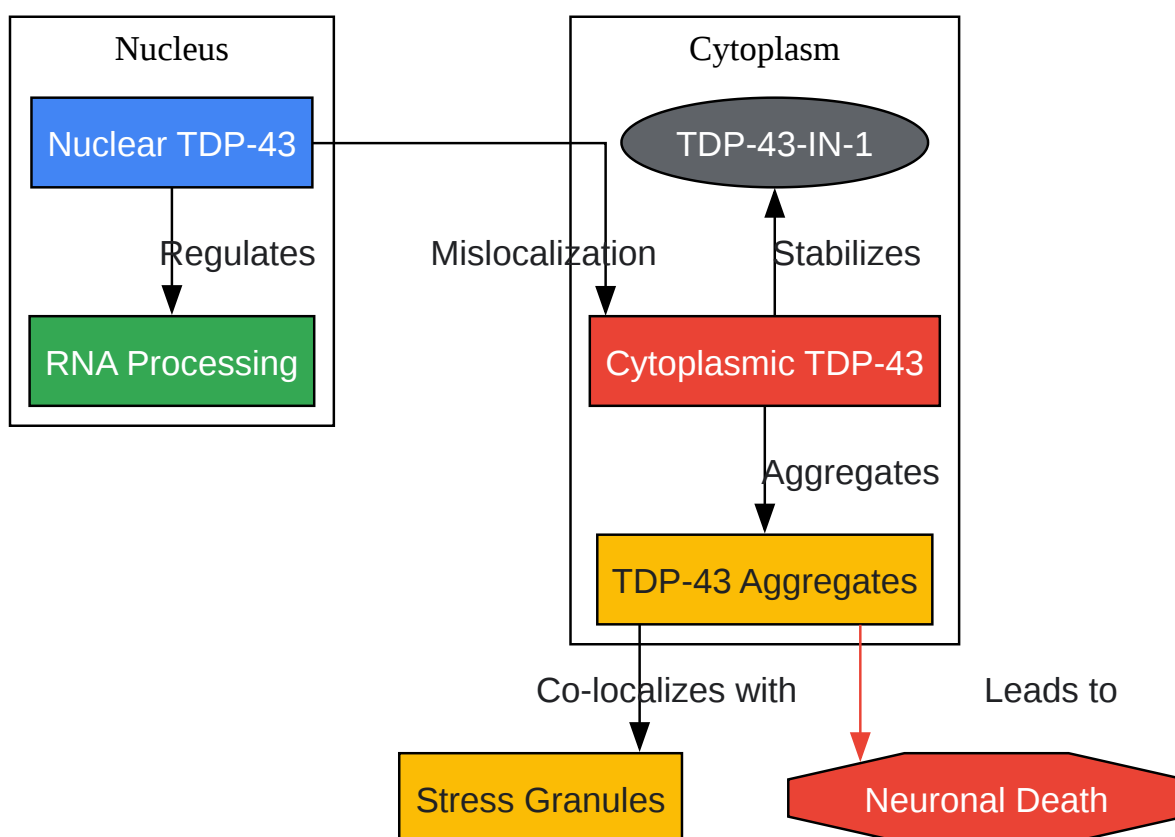 Nucleus
Cytoplasm
Nuclear TDP-43
TDP-43-IN-1
Regulates
Mislocalization
Stabilizes
RNA Processing
Cytoplasmic TDP-43
Aggregates
TDP-43 Aggregates
Co-localizes with
Leads to
Stress Granules
Neuronal Death